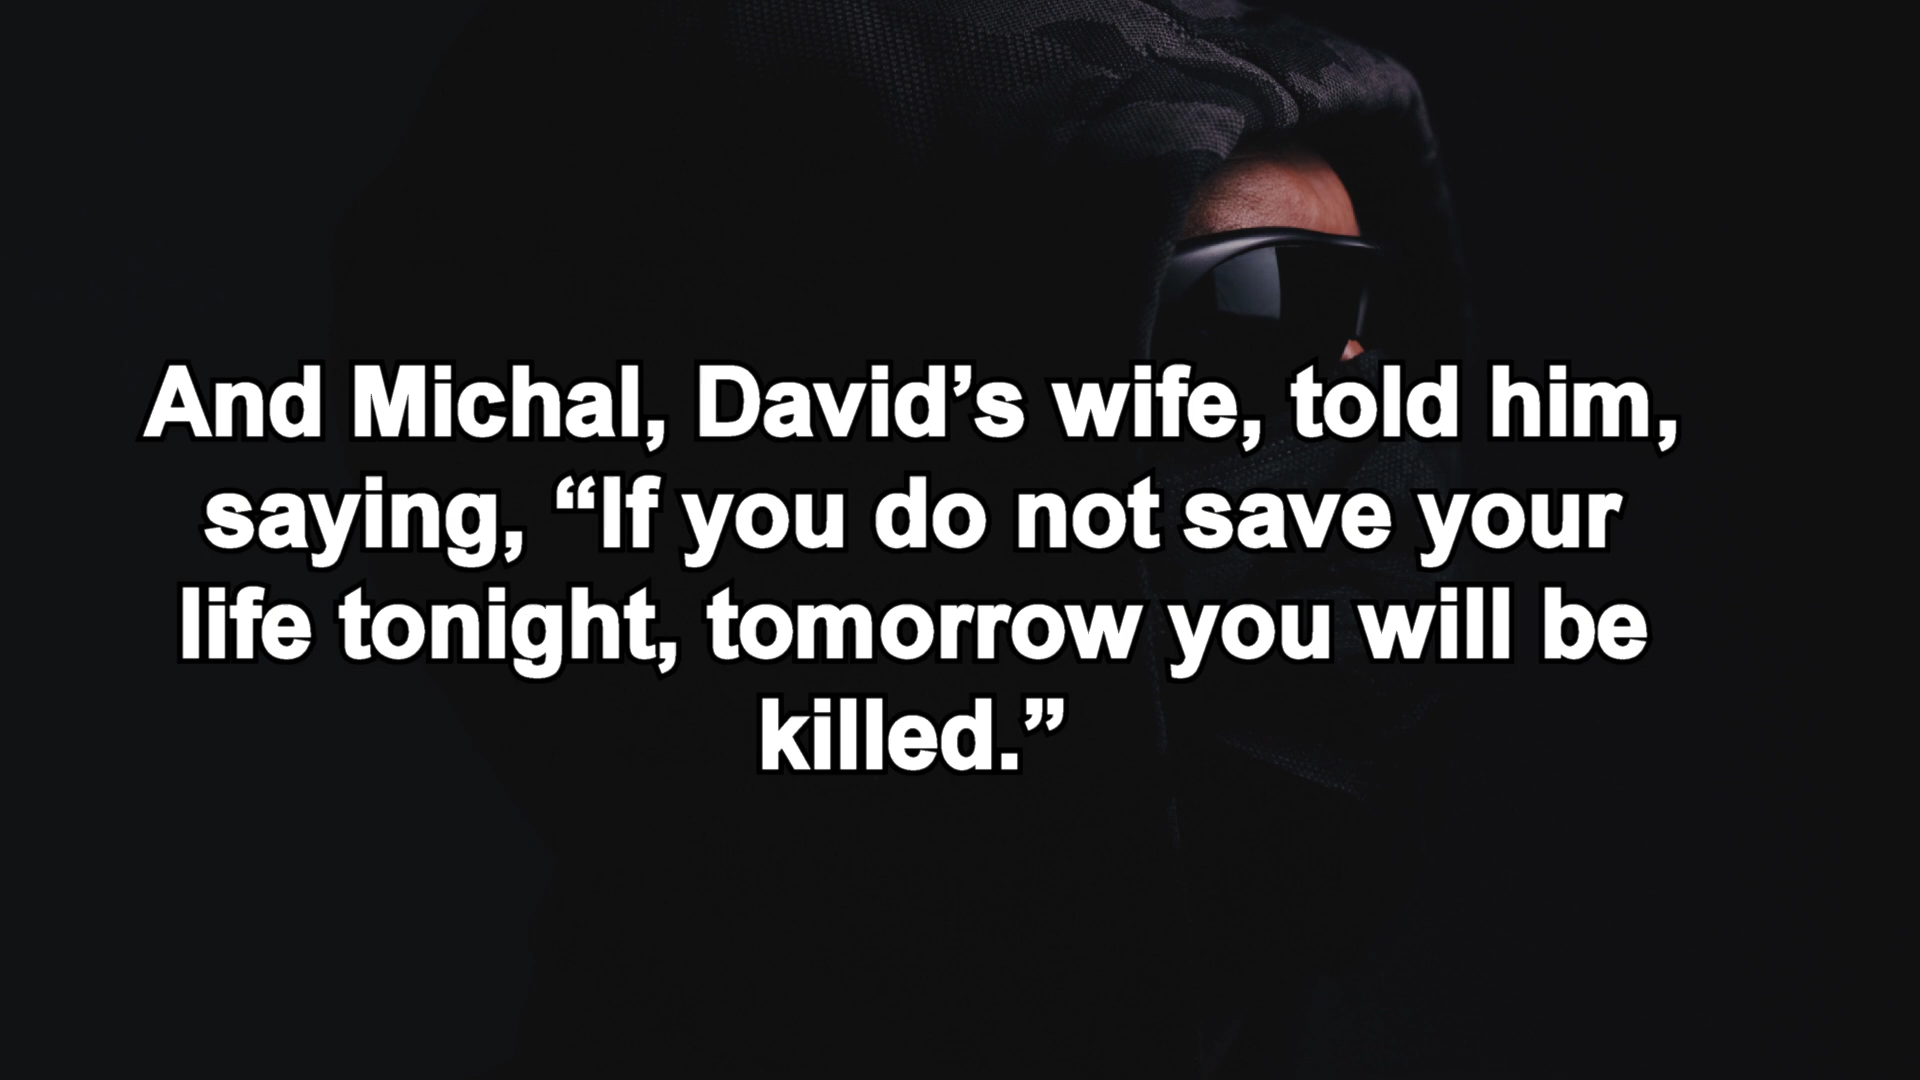 And Michal, David’s wife, told him,
saying, “If you do not save your
life tonight, tomorrow you will be
killed.”